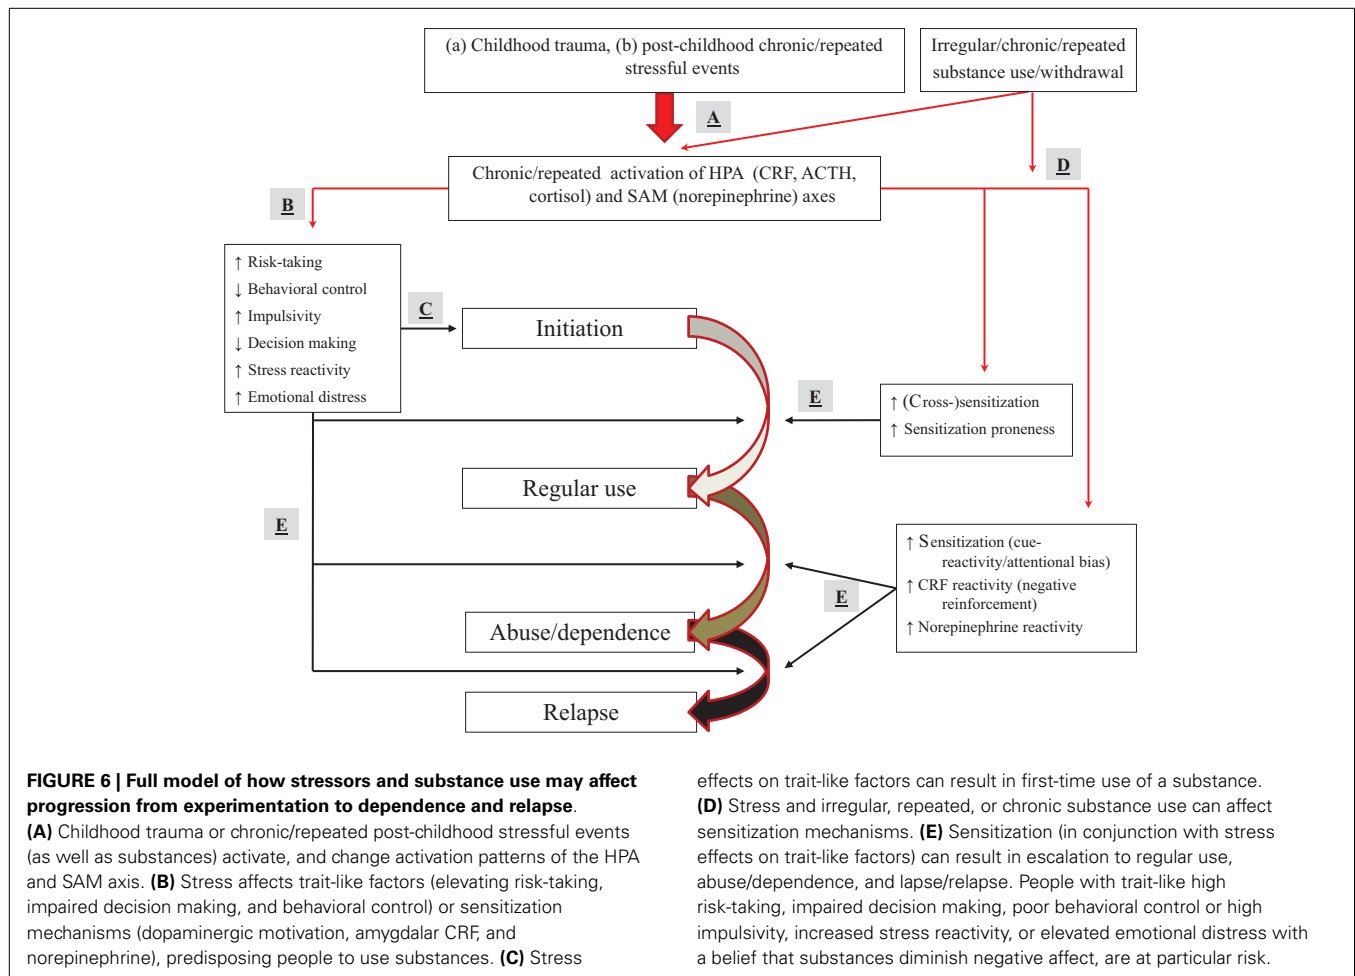 (a) Childhood trauma, (b) post-childhood chronic/repeated
stressful events
Irregular/chronic/repeated
substance use/withdrawal
A
Chronic/repeated activation of HPA (CRF, ACTH,
cortisol) and SAM (norepinephrine) axes
D
B
↑ Risk-taking
↓ Behavioral control
↑ Impulsivity
↓ Decision making
↑ Stress reactivity
↑ Emotional distress
C
Initiation
E
↑ (Cross-)sensitization
↑ Sensitization proneness
Regular use
E
↑ Sensitization (cue-
reactivity/attentional bias)
↑ CRF reactivity (negative
reinforcement)
↑ Norepinephrine reactivity
E
Abuse/dependence
Relapse
FIGURE 6 | Full model of how stressors and substance use may affect
progression from experimentation to dependence and relapse.
(A) Childhood trauma or chronic/repeated post-childhood stressful events
(as well as substances) activate, and change activation patterns of the HPA
and SAM axis. (B) Stress affects trait-like factors (elevating risk-taking,
impaired decision making, and behavioral control) or sensitization
mechanisms (dopaminergic motivation, amygdalar CRF, and
norepinephrine), predisposing people to use substances. (C) Stress
effects on trait-like factors can result in first-time use of a substance.
(D) Stress and irregular, repeated, or chronic substance use can affect
sensitization mechanisms. (E) Sensitization (in conjunction with stress
effects on trait-like factors) can result in escalation to regular use,
abuse/dependence, and lapse/relapse. People with trait-like high
risk-taking, impaired decision making, poor behavioral control or high
impulsivity, increased stress reactivity, or elevated emotional distress with
a belief that substances diminish negative affect, are at particular risk.